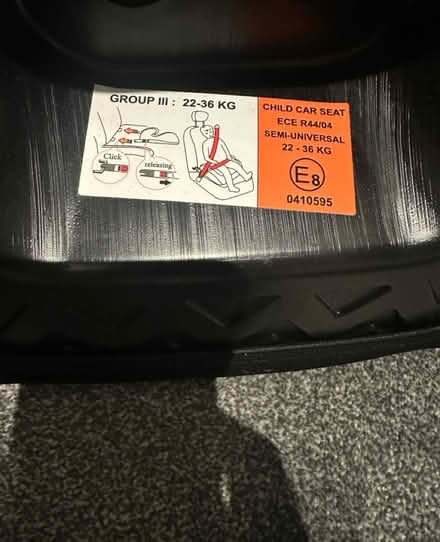 GROUP III : 22-36 KG
Click
releasing
CHILD CAR SEAT
ECE R44/04
SEMI-UNIVERSAL
22 - 36 KG
E8
0410595